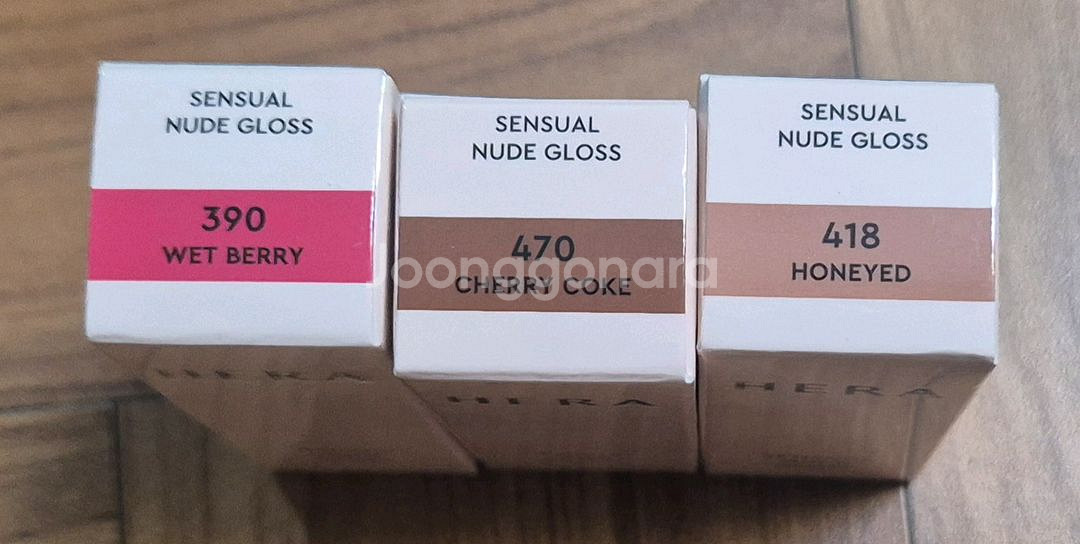 SENSUAL
NUDE GLOSS
390
WET BERRY
HERA
SENSUAL
NUDE GLOSS
470
CHERRY COKE
HERA
SENSUAL
NUDE GLOSS
418
HONEYED
HERA
joonggonara